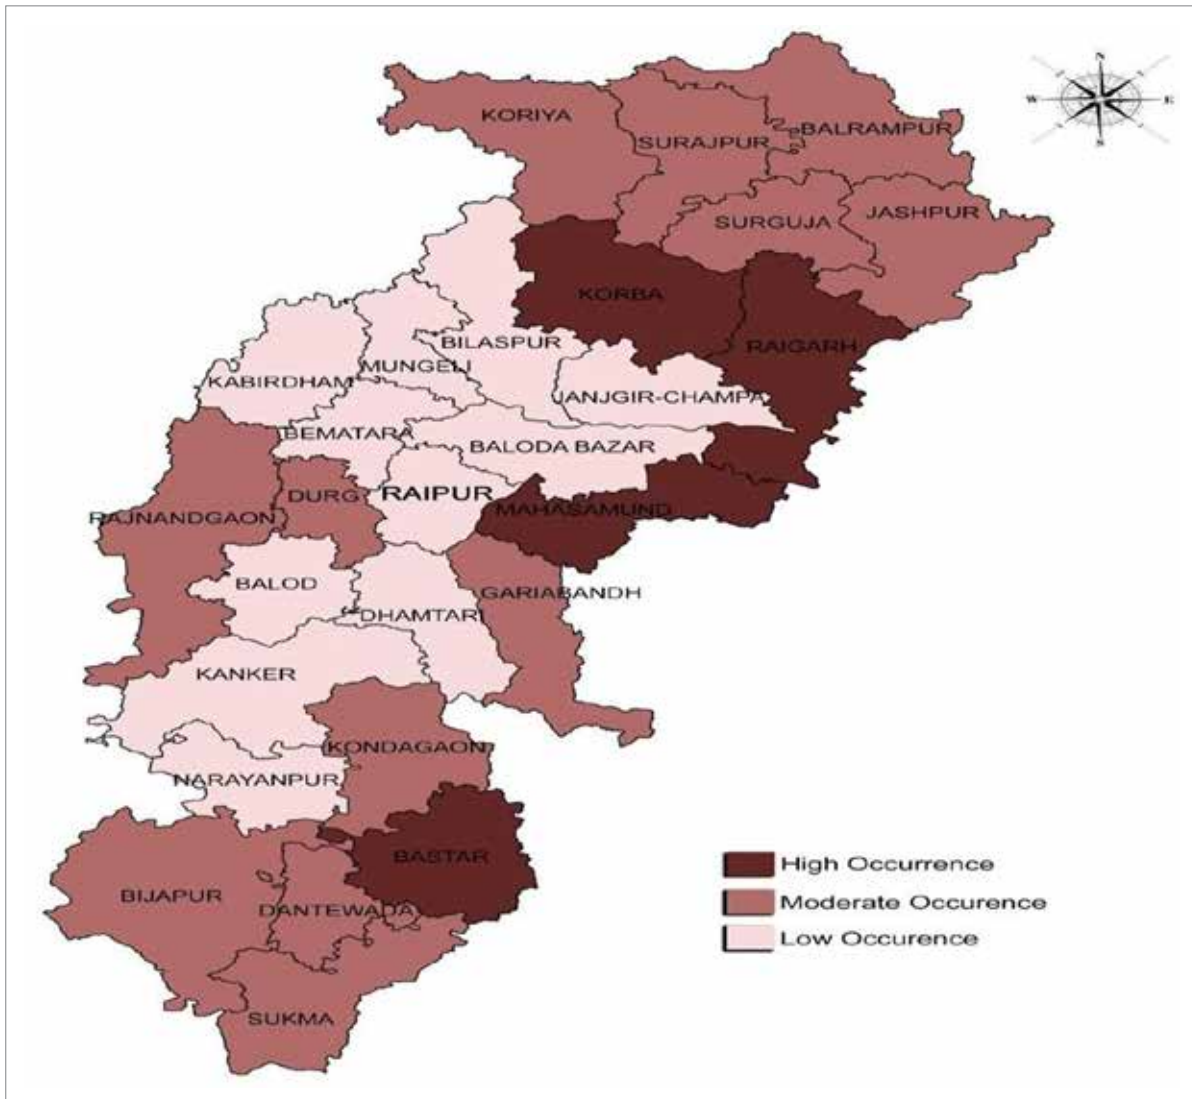 N
W E
S
KORIYA
SURAJPUR
BALRAMPUR
SURGUJA
JASHPUR
KORBA
RAIGARH
BILASPUR
MUNGELI
KABIRDHAM
JANJGIR-CHAMPA
BEMATARA
BALODA BAZAR
DURG
RAIPUR
MAHASAMUND
RAJNANDGAON
BALOD
DHAMTARI
GARIABANDH
KANKER
KONDAGAON
NARAYANPUR
BASTAR
BIJAPUR
DANTEWADA
SUKMA
High Occurrence
Moderate Occurence
Low Occurence